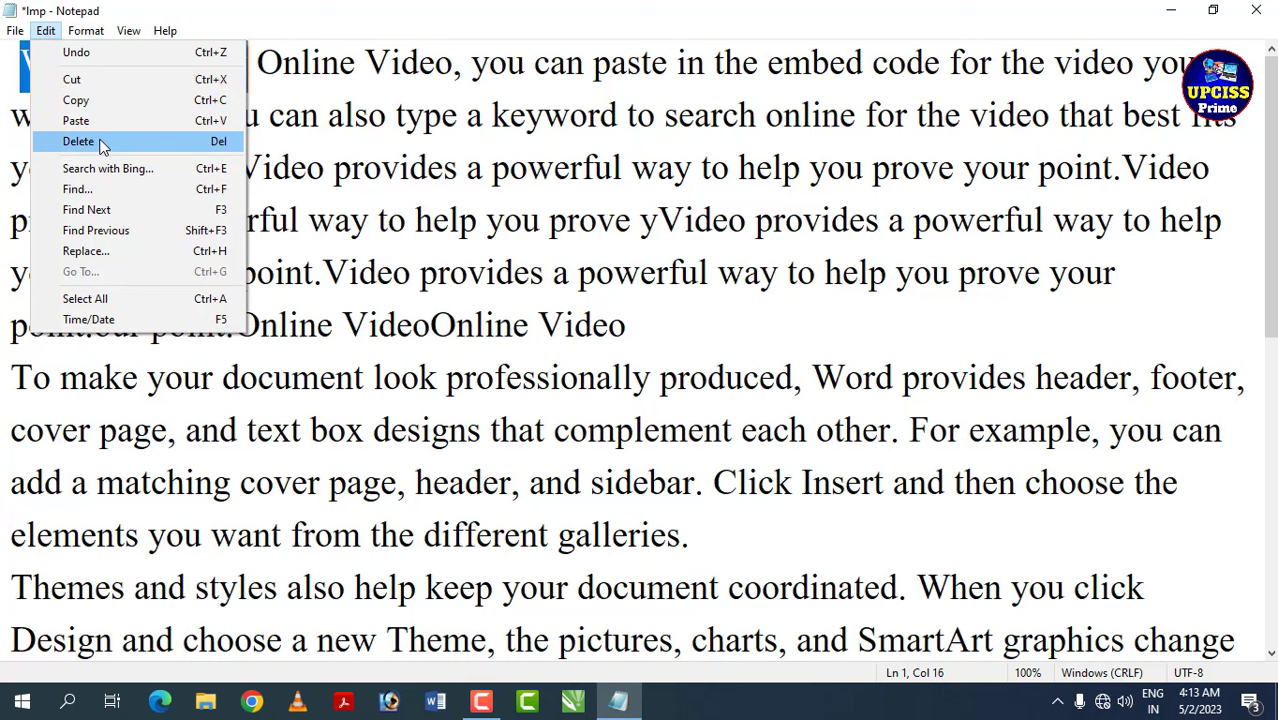 *Imp - Notepad
File Edit Format View Help
Undo Ctrl+Z
Cut Ctrl+X
Copy Ctrl+C
Paste Ctrl+V
Delete Del
Search with Bing... Ctrl+E
Find... Ctrl+F
Find Next F3
Find Previous Shift+F3
Replace... Ctrl+H
Go To... Ctrl+G
Select All Ctrl+A
Time/Date F5
Online Video, you can paste in the embed code for the video you
can also type a keyword to search online for the video that best fits
Video provides a powerful way to help you prove your point.Video
way to help you prove yVideo provides a powerful way to help
point.Video provides a powerful way to help you prove your
point.our point.Online VideoOnline Video
To make your document look professionally produced, Word provides header, footer,
cover page, and text box designs that complement each other. For example, you can
add a matching cover page, header, and sidebar. Click Insert and then choose the
elements you want from the different galleries.
Themes and styles also help keep your document coordinated. When you click
Design and choose a new Theme, the pictures, charts, and SmartArt graphics change
UPCISS
Prime
Ln 1, Col 16 100% Windows (CRLF) UTF-8
ENG
IN
4:13 AM
5/2/2023
3